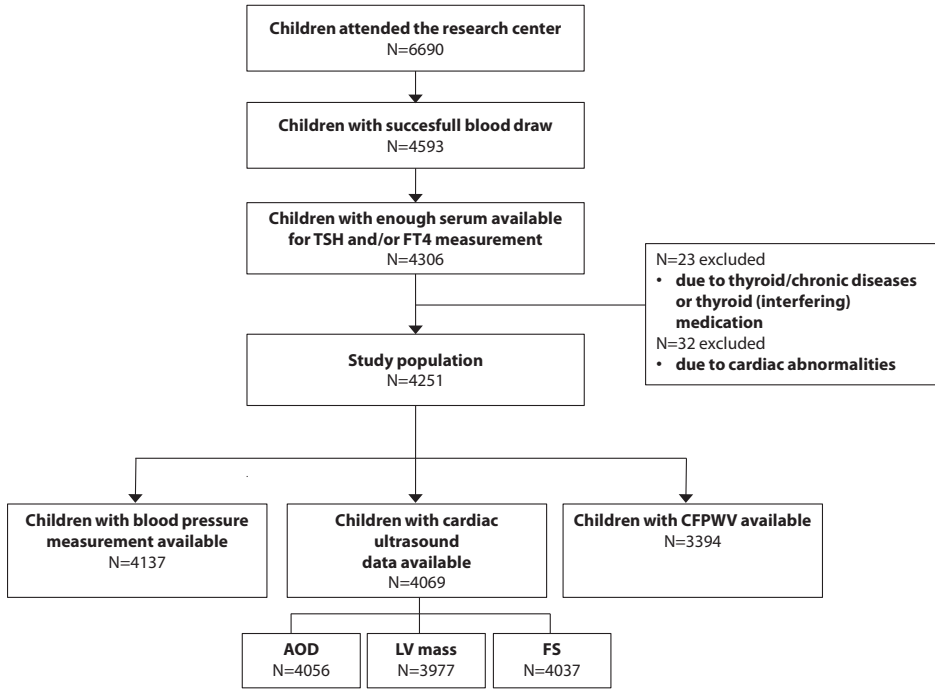 Children attended the research center
N=6690
Children with succesfull blood draw
N=4593
Children with enough serum available
for TSH and/or FT4 measurement
N=4306
N=23 excluded
• due to thyroid/chronic diseases
or thyroid (interfering)
medication
N=32 excluded
• due to cardiac abnormalities
Study population
N=4251
Children with blood pressure
measurement available
N=4137
Children with cardiac
ultrasound
data available
N=4069
Children with CFPWV available
N=3394
AOD
N=4056
LV mass
N=3977
FS
N=4037